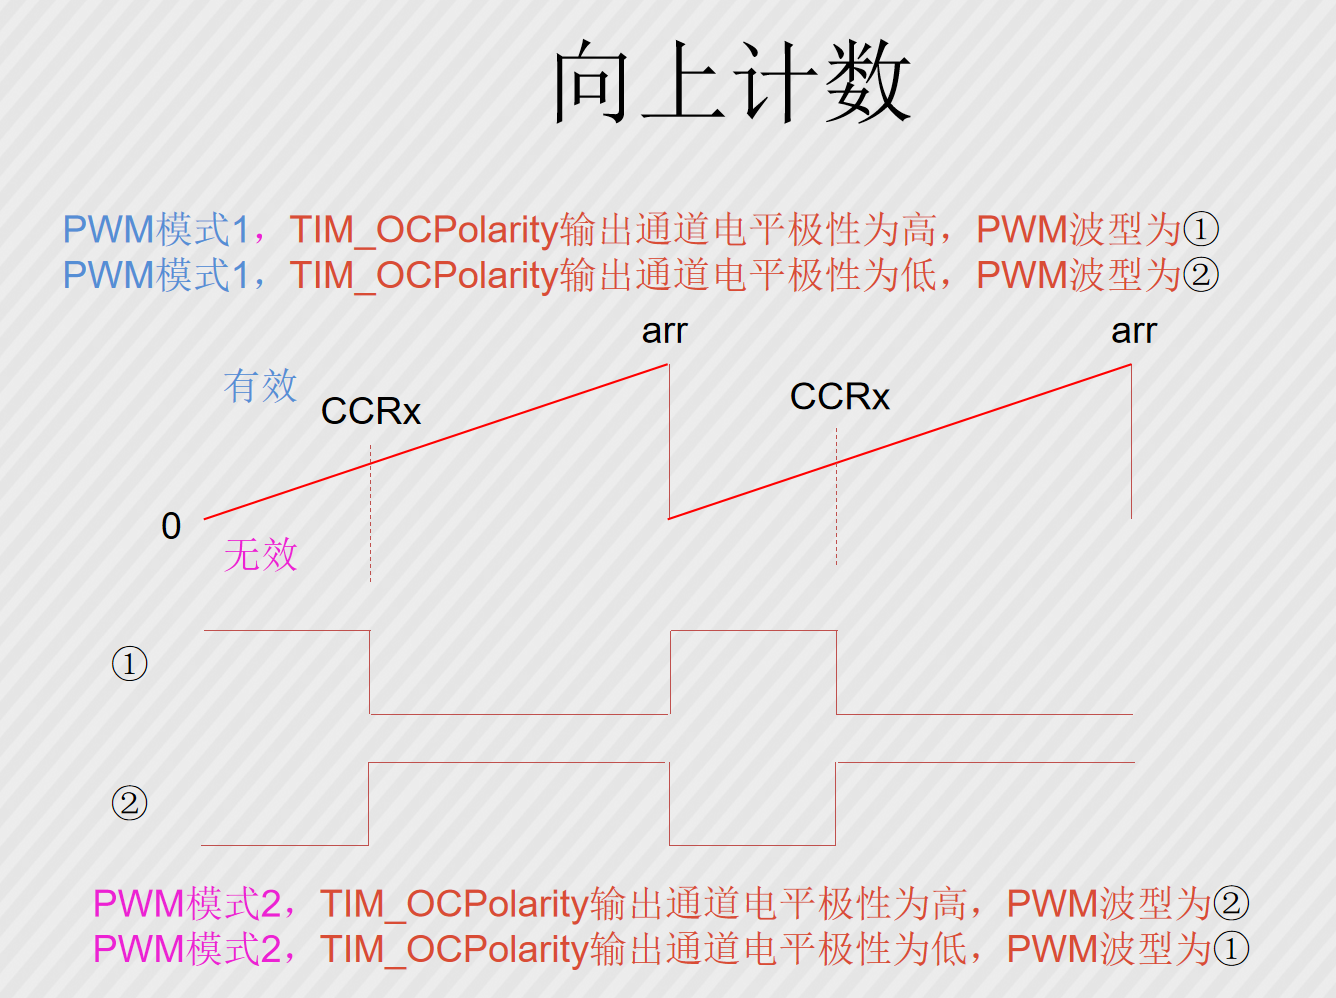 向上计数
PWM模式1，TIM_OCPolarity输出通道电平极性为高，PWM波型为①
PWM模式1，TIM_OCPolarity输出通道电平极性为低，PWM波型为②
arr
arr
有效
CCRx
CCRx
0
无效
①
②
PWM模式2，TIM_OCPolarity输出通道电平极性为高，PWM波型为②
PWM模式2，TIM_OCPolarity输出通道电平极性为低，PWM波型为①